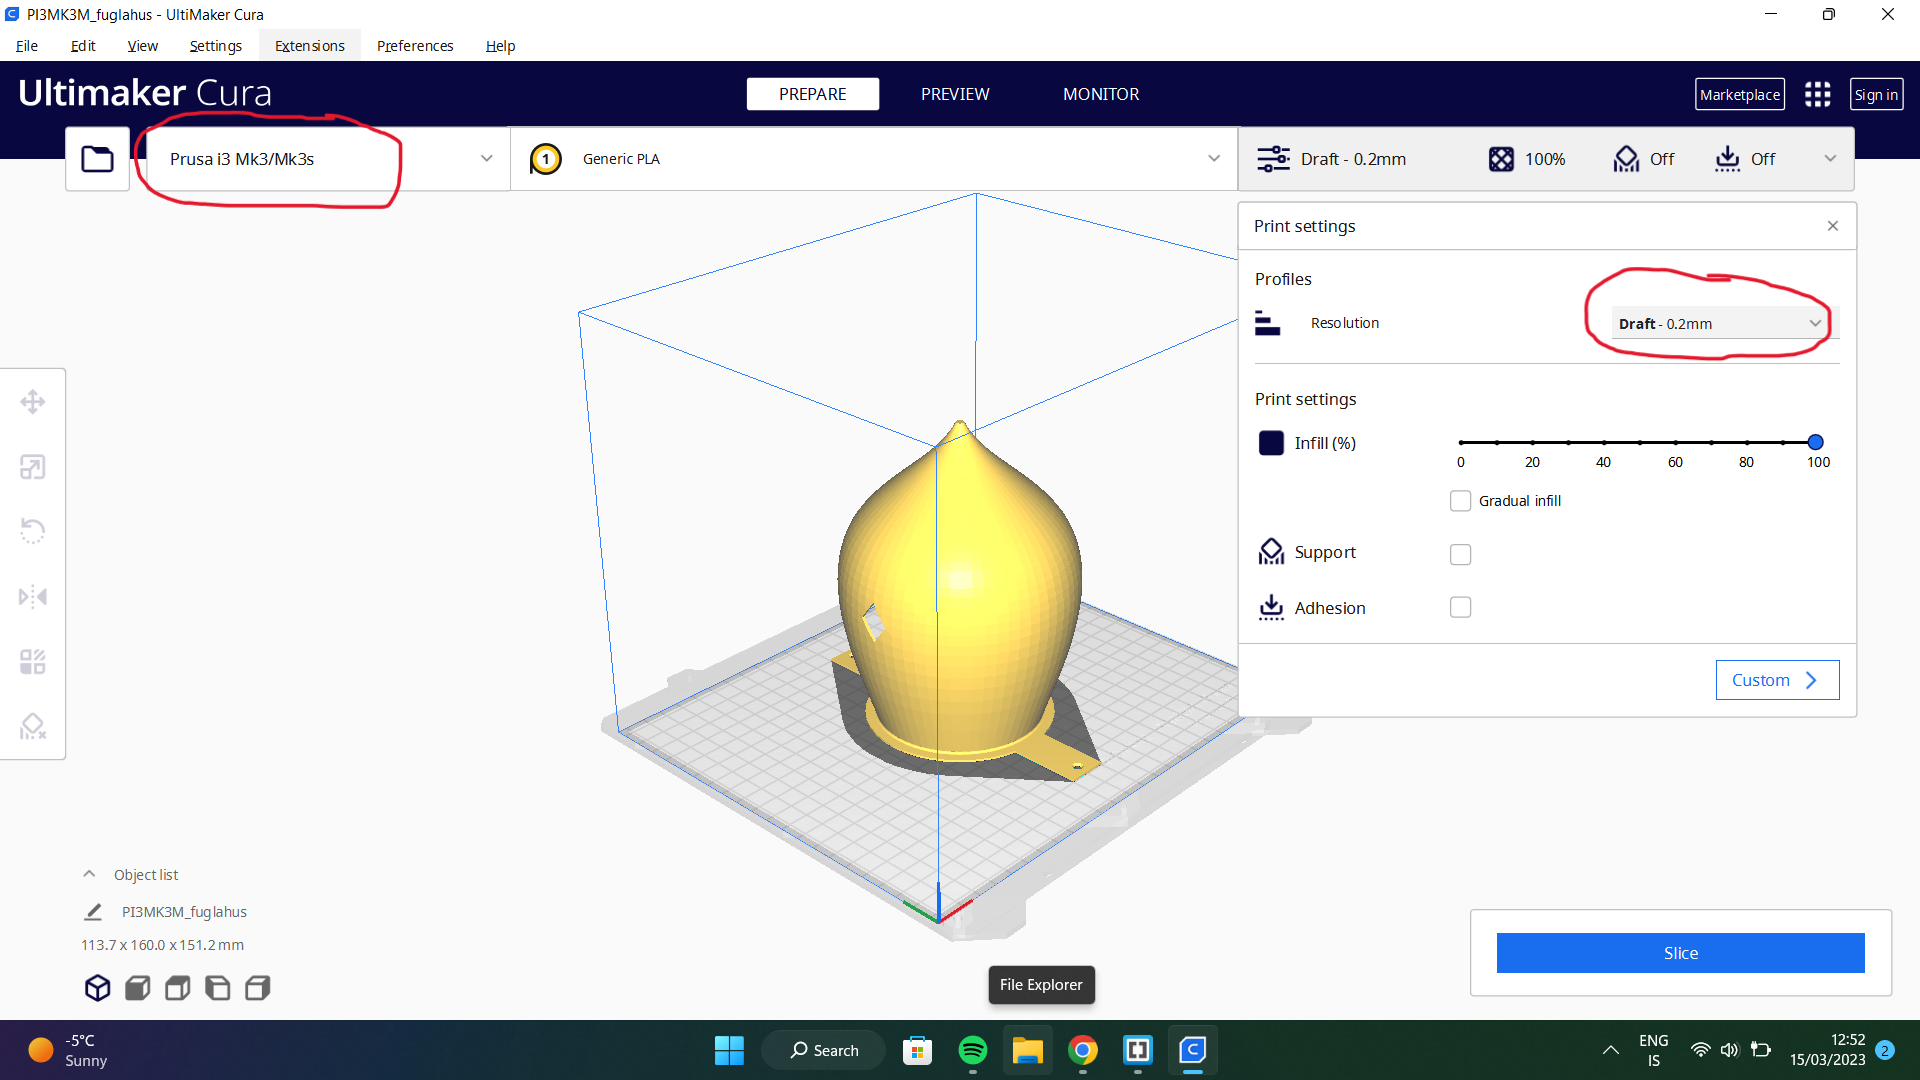 PI3MK3M_fuglahus - UltiMaker Cura
File Edit View Settings Extensions Preferences Help
Ultimaker Cura
PREPARE PREVIEW MONITOR
Marketplace Sign in
Prusa i3 Mk3/Mk3s
1 Generic PLA
Draft - 0.2mm 100% Off Off
Print settings
Profiles
Resolution Draft - 0.2mm
Print settings
Infill (%)
0 20 40 60 80 100
Gradual infill
Support
Adhesion
Custom
Object list
PI3MK3M_fuglahus
113.7 x 160.0 x 151.2 mm
Slice
File Explorer
-5°C
Sunny
Search
ENG
IS
12:52
15/03/2023
2